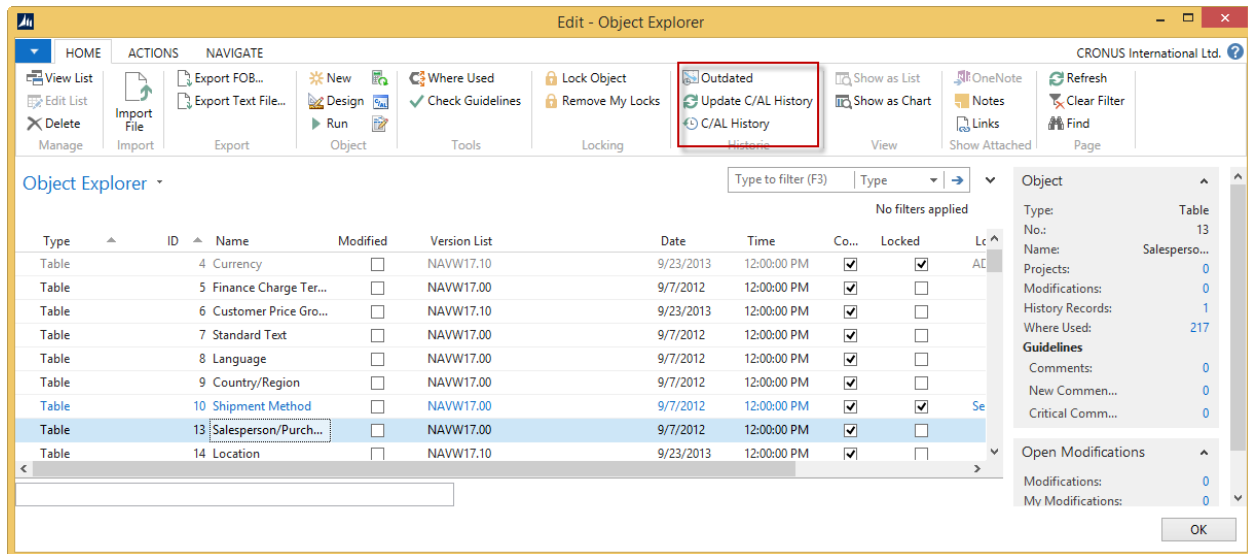 Edit - Object Explorer
HOME ACTIONS NAVIGATE CRONUS International Ltd.
View List Export FOB... New Where Used Lock Object Outdated Show as List OneNote Refresh
Edit List Import File Export Text File... Design Check Guidelines Remove My Locks Update C/AL History Show as Chart Notes Clear Filter
Delete Run C/AL History Links Find
Manage Import Export Object Tools Locking Historie View Show Attached Page
Object Explorer Type to filter (F3) Type
No filters applied
Type ID Name Modified Version List Date Time Co... Locked Lc
Table 4 Currency NAVW17.10 9/23/2013 12:00:00 PM AD
Table 5 Finance Charge Ter... NAVW17.00 9/7/2012 12:00:00 PM
Table 6 Customer Price Gro... NAVW17.10 9/23/2013 12:00:00 PM
Table 7 Standard Text NAVW17.00 9/7/2012 12:00:00 PM
Table 8 Language NAVW17.00 9/7/2012 12:00:00 PM
Table 9 Country/Region NAVW17.00 9/7/2012 12:00:00 PM
Table 10 Shipment Method NAVW17.00 9/7/2012 12:00:00 PM Se
Table 13 Salesperson/Purch... NAVW17.00 9/7/2012 12:00:00 PM
Table 14 Location NAVW17.10 9/23/2013 12:00:00 PM
Object
Type: Table
No.: 13
Name: Salesperso...
Projects: 0
Modifications: 0
History Records: 1
Where Used: 217
Guidelines
Comments: 0
New Commen... 0
Critical Comm... 0
Open Modifications
Modifications: 0
My Modifications: 0
OK